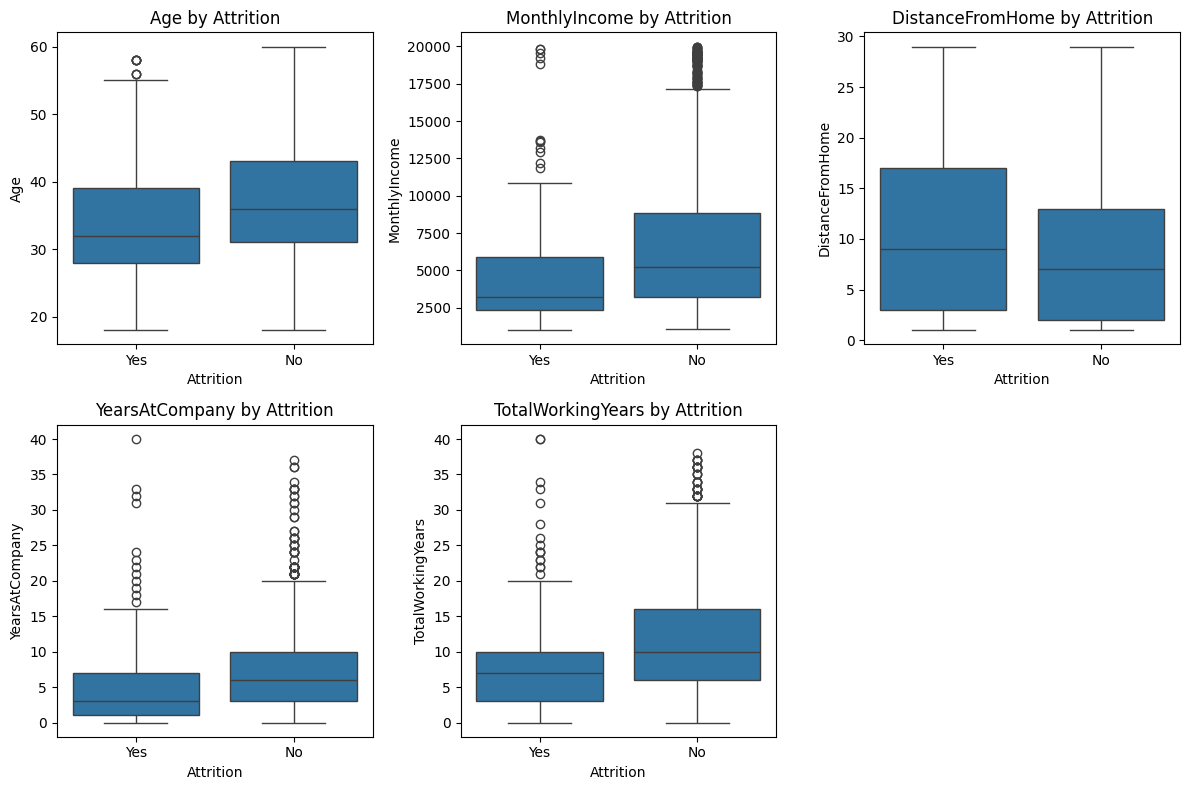 Age by Attrition
60
50
40
30
20
Age
Yes
No
Attrition
MonthlyIncome by Attrition
20000
17500
15000
12500
10000
7500
5000
2500
MonthlyIncome
Yes
No
Attrition
DistanceFromHome by Attrition
30
25
20
15
10
5
0
DistanceFromHome
Yes
No
Attrition
YearsAtCompany by Attrition
40
35
30
25
20
15
10
5
0
YearsAtCompany
Yes
No
Attrition
TotalWorkingYears by Attrition
40
35
30
25
20
15
10
5
0
TotalWorkingYears
Yes
No
Attrition